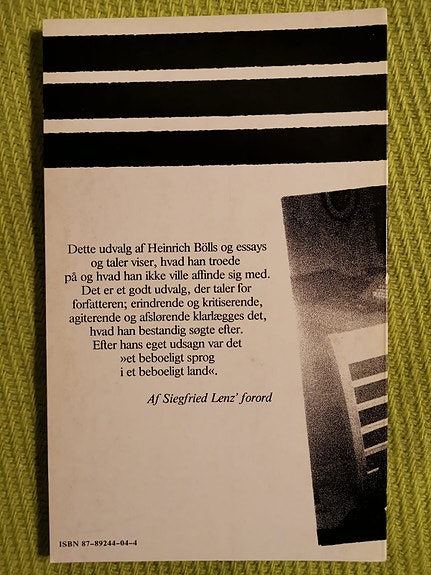 Dette udvalg af Heinrich Bölls og essays
og taler viser, hvad han troede
på og hvad han ikke ville affinde sig med.
Det er et godt udvalg, der taler for
forfatteren; erindrende og kritiserende,
agiterende og afslørende klarlægges det,
hvad han bestandig søgte efter.
Efter hans eget udsagn var det
»et beboeligt sprog
i et beboeligt land«.
Af Siegfried Lenz' forord
ISBN 87–89244–04–4